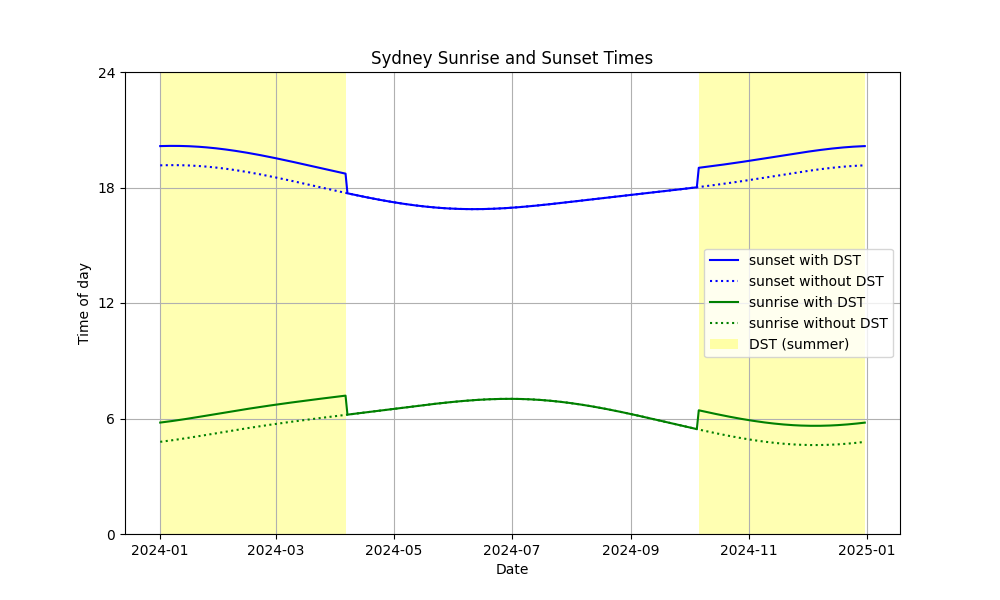 Sydney Sunrise and Sunset Times
24
18
12
6
0
Time of day
sunset with DST
sunset without DST
sunrise with DST
sunrise without DST
DST (summer)
2024-01 2024-03 2024-05 2024-07 2024-09 2024-11 2025-01
Date